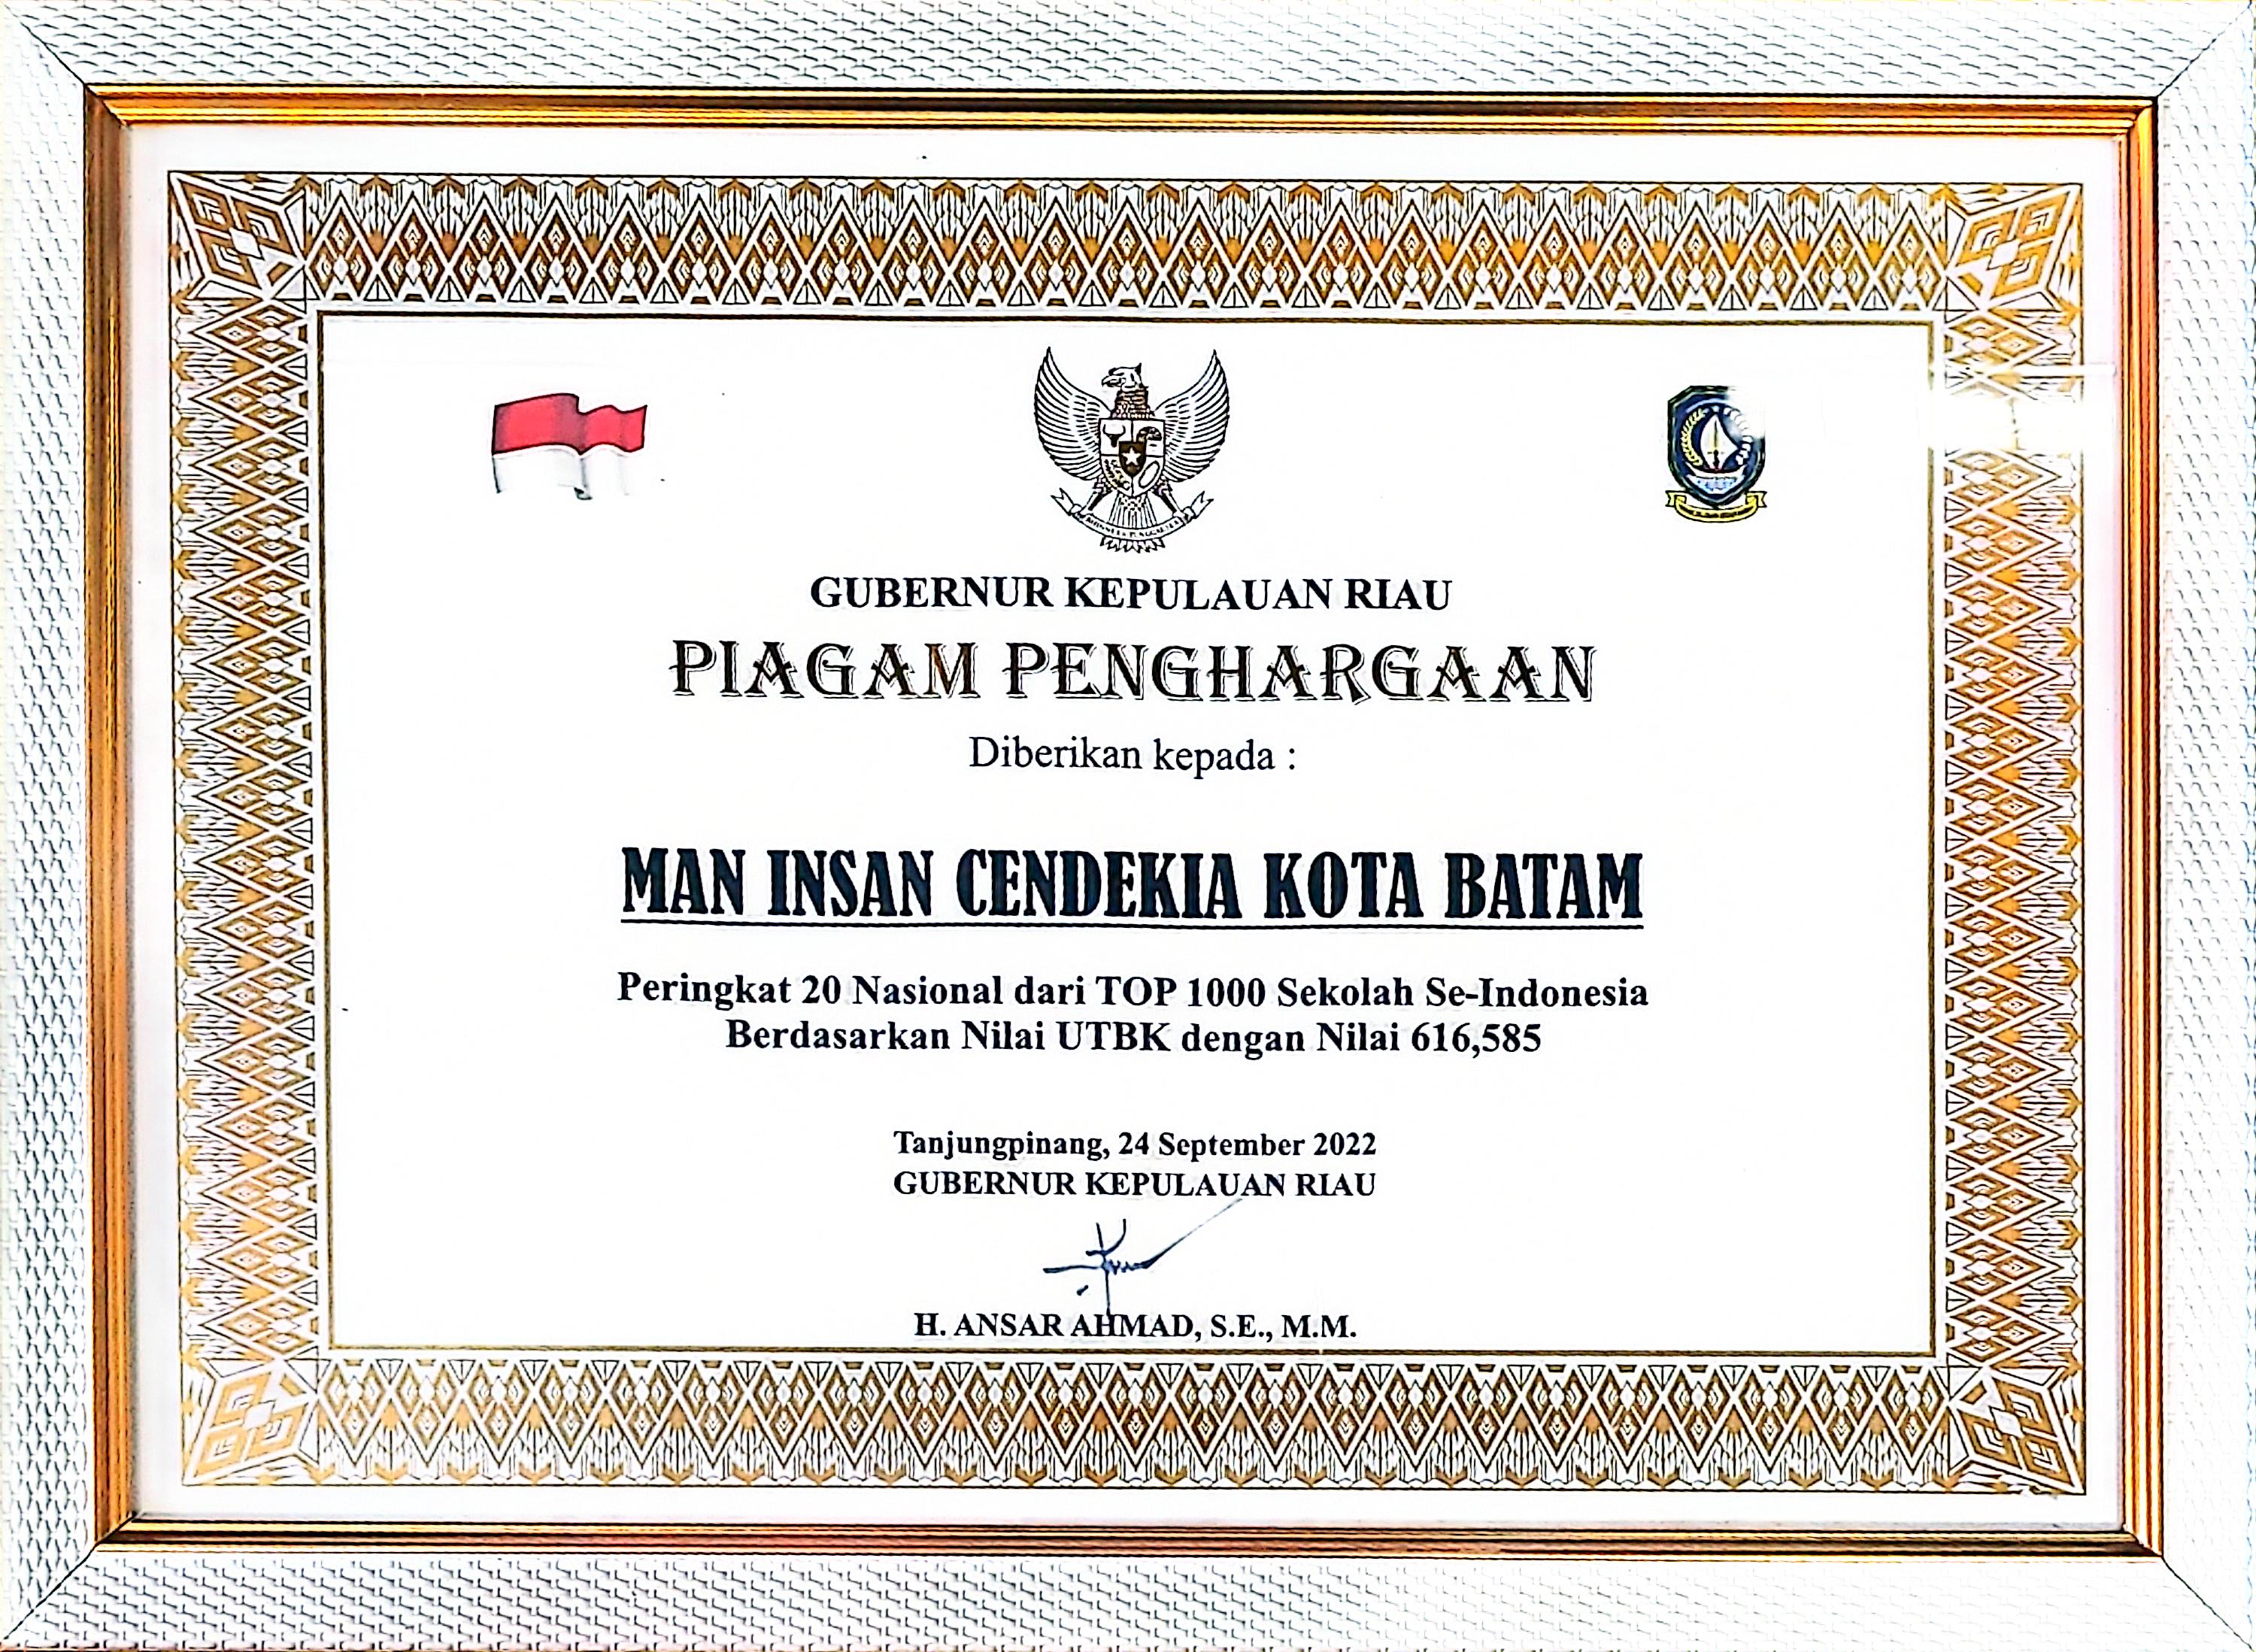 GUBERNUR KEPULAUAN RIAU
PIAGAM PENGHARGAAN
Diberikan kepada :
MAN INSAN CENDEKIA KOTA BATAM
Peringkat 20 Nasional dari TOP 1000 Sekolah Se-Indonesia
Berdasarkan Nilai UTBK dengan Nilai 616,585
Tanjungpinang, 24 September 2022
GUBERNUR KEPULAUAN RIAU
H. ANSAR AHMAD, S.E., M.M.